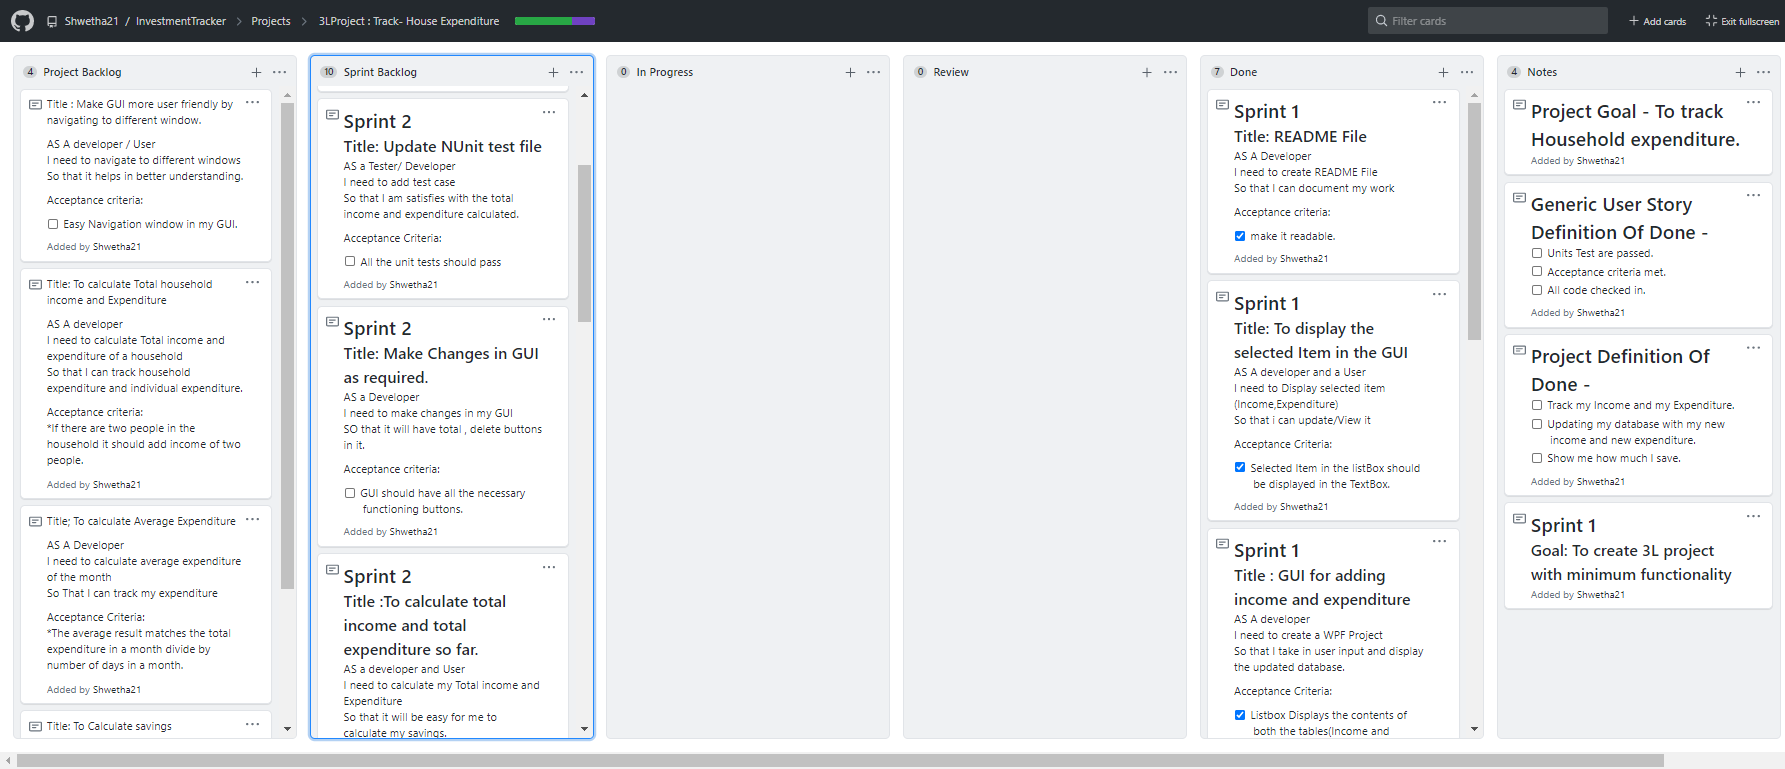 Shwetha21 / InvestmentTracker > Projects > 3LProject : Track- House Expenditure
Filter cards
Add cards
Exit fullscreen
4 Project Backlog
Title : Make GUI more user friendly by
navigating to different window.
AS A developer / User
I need to navigate to different windows
So that it helps in better understanding.
Acceptance criteria:
Easy Navigation window in my GUI.
Added by Shwetha21
Title: To calculate Total household
income and Expenditure
AS A developer
I need to calculate Total income and
expenditure of a household
So that I can track household
expenditure and individual expenditure.
Acceptance criteria:
*If there are two people in the
household it should add income of two
people.
Added by Shwetha21
Title; To calculate Average Expenditure
AS A Developer
I need to calculate average expenditure
of the month
So That I can track my expenditure
Acceptance Criteria:
*The average result matches the total
expenditure in a month divide by
number of days in a month.
Added by Shwetha21
Title: To Calculate savings
10 Sprint Backlog
Sprint 2
Title: Update NUnit test file
AS a Tester/ Developer
I need to add test case
So that I am satisfies with the total
income and expenditure calculated.
Acceptance Criteria:
All the unit tests should pass
Added by Shwetha21
Sprint 2
Title: Make Changes in GUI
as required.
AS a Developer
I need to make changes in my GUI
SO that it will have total , delete buttons
in it.
Acceptance criteria:
GUI should have all the necessary
functioning buttons.
Added by Shwetha21
Sprint 2
Title :To calculate total
income and total
expenditure so far.
AS a developer and User
I need to calculate my Total income and
Expenditure
So that it will be easy for me to
calculate my savings.
0 In Progress
0 Review
7 Done
Sprint 1
Title: README File
AS A Developer
I need to create README File
So that I can document my work
Acceptance criteria:
make it readable.
Added by Shwetha21
Sprint 1
Title: To display the
selected Item in the GUI
AS A developer and a User
I need to Display selected item
(Income,Expenditure)
So that i can update/View it
Acceptance Criteria:
Selected Item in the listBox should
be displayed in the TextBox.
Added by Shwetha21
Sprint 1
Title : GUI for adding
income and expenditure
AS A developer
I need to create a WPF Project
So that I take in user input and display
the updated database.
Acceptance Criteria:
Listbox Displays the contents of
both the tables(Income and
4 Notes
Project Goal - To track
Household expenditure.
Added by Shwetha21
Generic User Story
Definition Of Done -
Units Test are passed.
Acceptance criteria met.
All code checked in.
Added by Shwetha21
Project Definition Of
Done -
Track my Income and my Expenditure.
Updating my database with my new
income and new expenditure.
Show me how much I save.
Added by Shwetha21
Sprint 1
Goal: To create 3L project
with minimum functionality
Added by Shwetha21